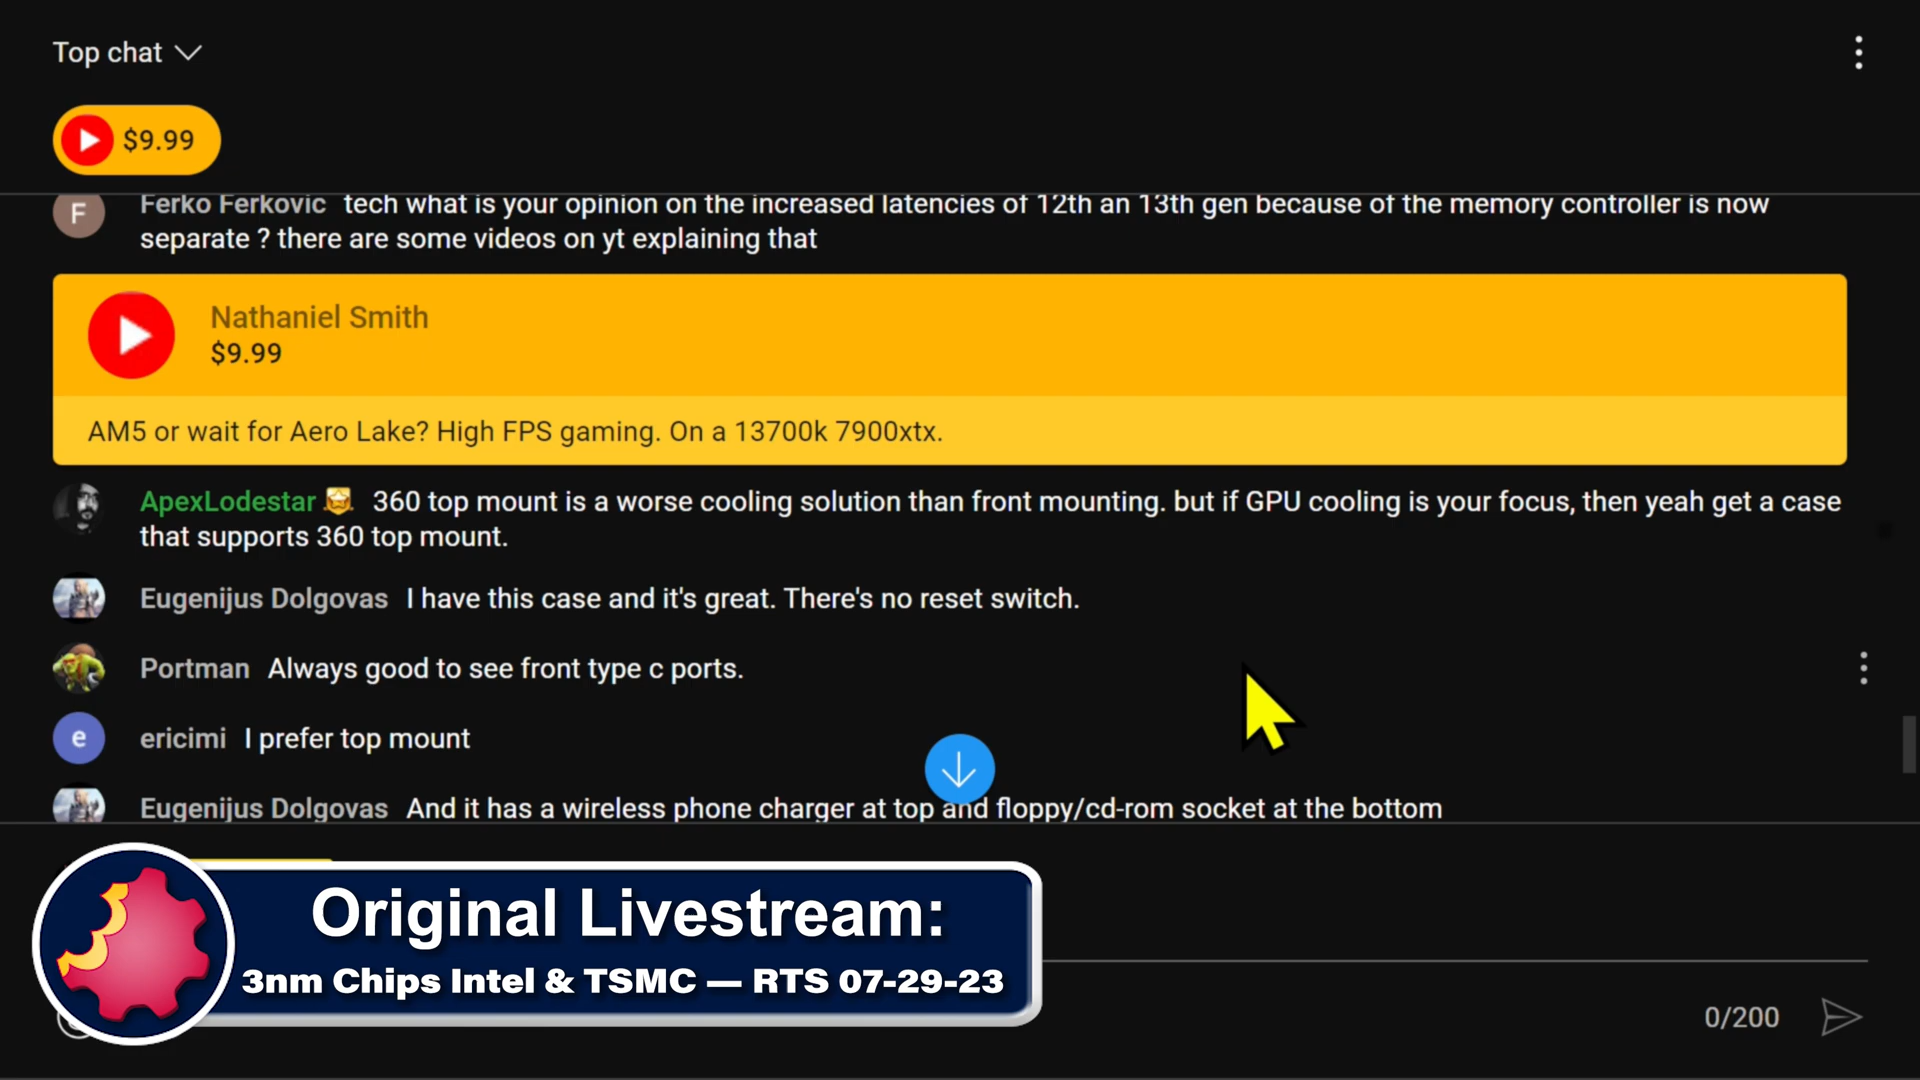 Top chat
$9.99
F
Ferko Ferkovic tech what is your opinion on the increased latencies of 12th an 13th gen because of the memory controller is now
separate ? there are some videos on yt explaining that
Nathaniel Smith
$9.99
AM5 or wait for Aero Lake? High FPS gaming. On a 13700k 7900xtx.
ApexLodestar 360 top mount is a worse cooling solution than front mounting. but if GPU cooling is your focus, then yeah get a case
that supports 360 top mount.
Eugenijus Dolgovas I have this case and it's great. There's no reset switch.
Portman Always good to see front type c ports.
e
ericimi I prefer top mount
Eugenijus Dolgovas And it has a wireless phone charger at top and floppy/cd-rom socket at the bottom
Original Livestream:
3nm Chips Intel & TSMC — RTS 07-29-23
0/200